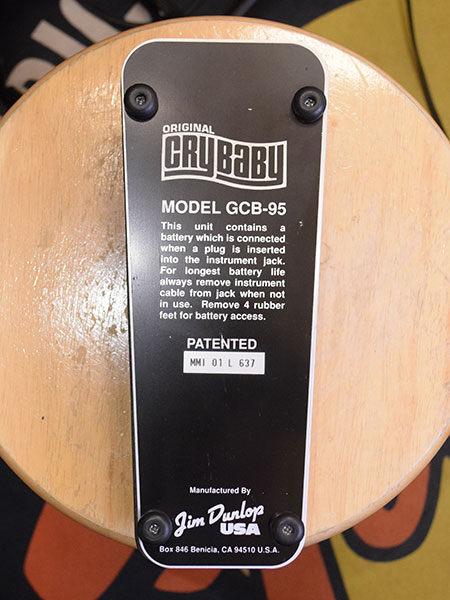 ORIGINAL
CRYBABY
MODEL GCB-95
This unit contains a
battery which is connected
when a plug is inserted
into the instrument jack.
For longest battery life
always remove instrument
cable from jack when not
in use. Remove 4 rubber
feet for battery access.
PATENTED
MMI 01 L 637
Manufactured By
Jim Dunlop
USA
Box 846 Benicia, CA 94510 U.S.A.